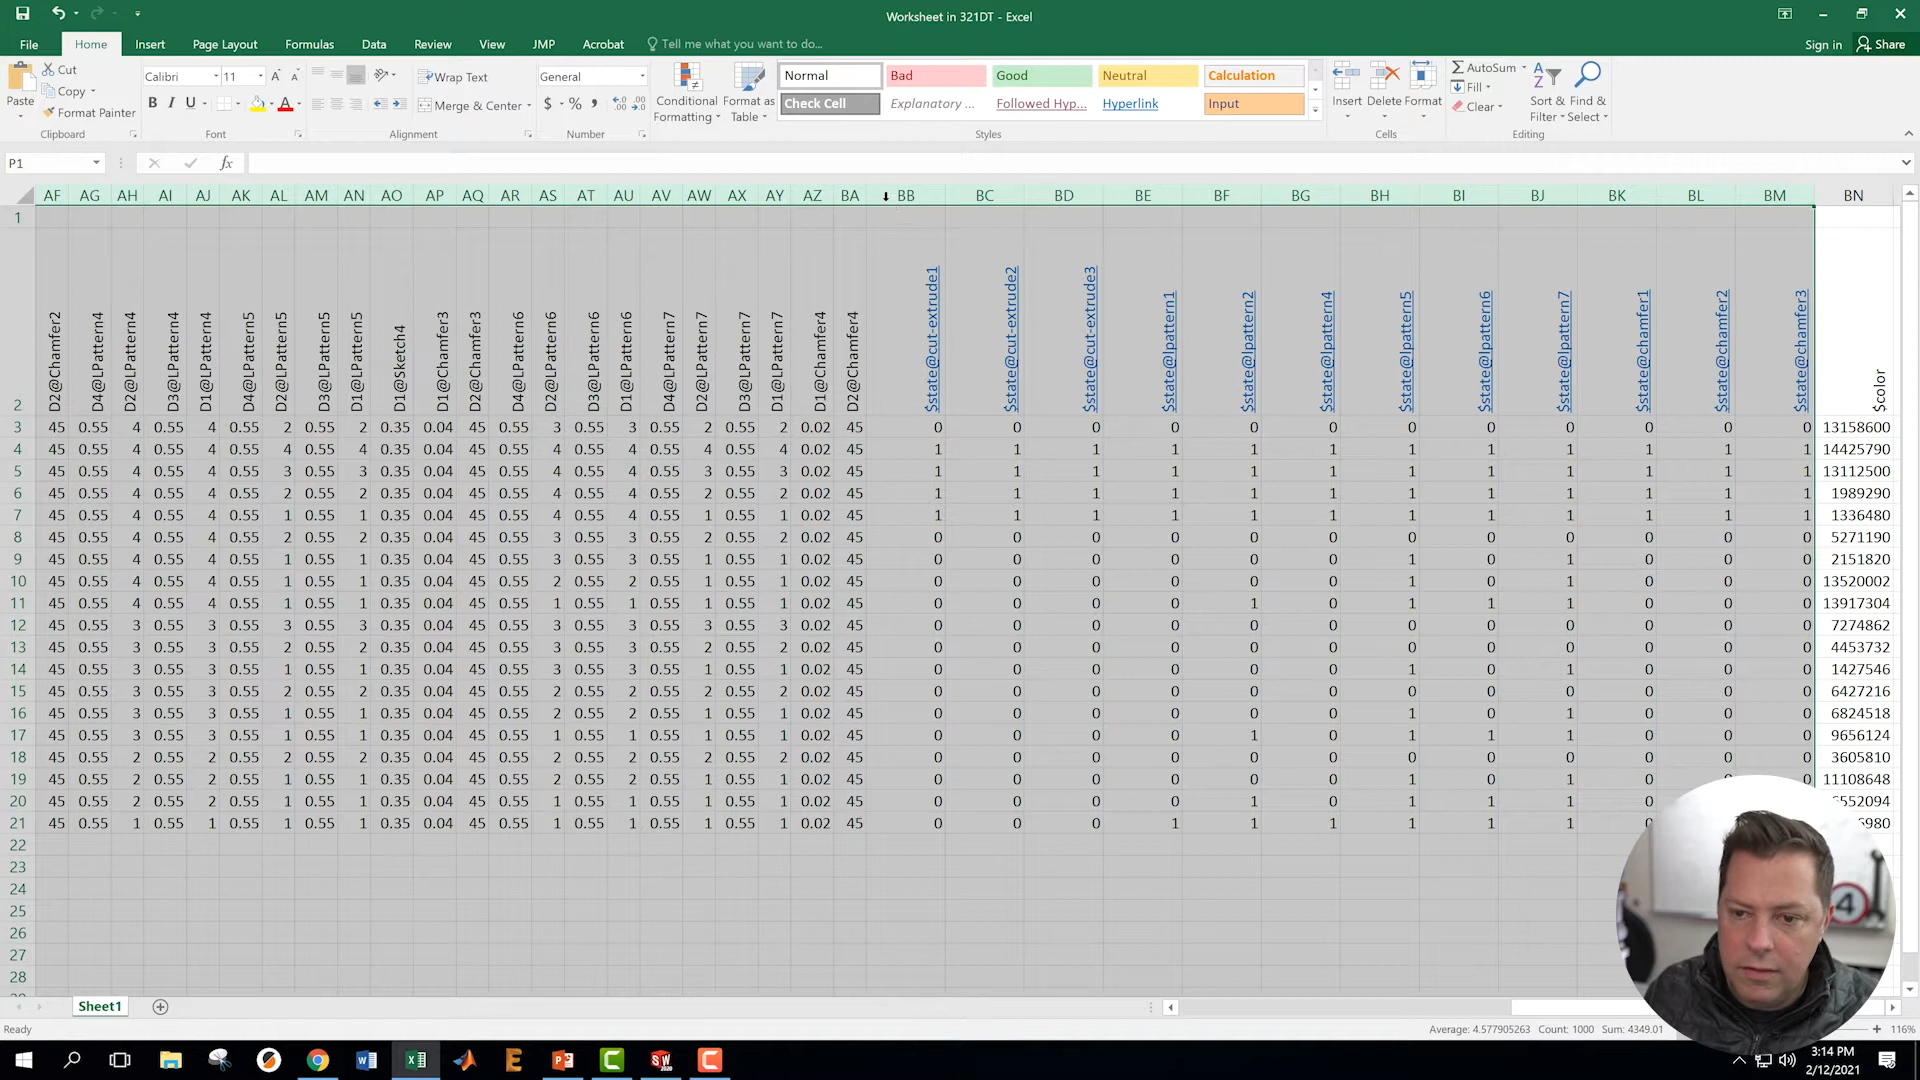 Worksheet in 321DT - Excel
File Home Insert Page Layout Formulas Data Review View JMP Acrobat Tell me what you want to do... Sign in Share
Paste Cut Copy Format Painter Clipboard
Calibri 11 B I U Font
Wrap Text Merge & Center Alignment
General $ % , Number
Conditional Formatting Format as Table
Normal Bad Good Neutral Calculation
Check Cell Explanatory ... Followed Hyp... Hyperlink Input
Styles
Insert Delete Format Cells
AutoSum Fill Clear Sort & Filter Find & Select Editing
P1 fx
AF AG AH AI AJ AK AL AM AN AO AP AQ AR AS AT AU AV AW AX AY AZ BA BB BC BD BE BF BG BH BI BJ BK BL BM BN
1
2 D2@Chamfer2 D4@LPattern4 D2@LPattern4 D3@LPattern4 D1@LPattern4 D4@LPattern5 D2@LPattern5 D3@LPattern5 D1@LPattern5 D1@Sketch4 D1@Chamfer3 D2@Chamfer3 D4@LPattern6 D2@LPattern6 D3@LPattern6 D1@LPattern6 D4@LPattern7 D2@LPattern7 D3@LPattern7 D1@LPattern7 D1@Chamfer4 D2@Chamfer4 $state@cut-extrude1 $state@cut-extrude2 $state@cut-extrude3 $state@lpattern1 $state@lpattern2 $state@lpattern4 $state@lpattern5 $state@lpattern6 $state@lpattern7 $state@chamfer1 $state@chamfer2 $state@chamfer3 $color
3 45 0.55 4 0.55 4 0.55 2 0.55 2 0.35 0.04 45 0.55 3 0.55 3 0.55 2 0.55 2 0.02 45 0 0 0 0 0 0 0 0 0 0 0 0 13158600
4 45 0.55 4 0.55 4 0.55 4 0.55 4 0.35 0.04 45 0.55 4 0.55 4 0.55 4 0.55 4 0.02 45 1 1 1 1 1 1 1 1 1 1 1 1 14425790
5 45 0.55 4 0.55 4 0.55 3 0.55 3 0.35 0.04 45 0.55 4 0.55 4 0.55 3 0.55 3 0.02 45 1 1 1 1 1 1 1 1 1 1 1 1 13112500
6 45 0.55 4 0.55 4 0.55 2 0.55 2 0.35 0.04 45 0.55 4 0.55 4 0.55 2 0.55 2 0.02 45 1 1 1 1 1 1 1 1 1 1 1 1 1989290
7 45 0.55 4 0.55 4 0.55 1 0.55 1 0.35 0.04 45 0.55 4 0.55 4 0.55 1 0.55 1 0.02 45 1 1 1 1 1 1 1 1 1 1 1 1 1336480
8 45 0.55 4 0.55 4 0.55 2 0.55 2 0.35 0.04 45 0.55 3 0.55 3 0.55 2 0.55 2 0.02 45 0 0 0 0 0 0 0 0 0 0 0 0 5271190
9 45 0.55 4 0.55 4 0.55 1 0.55 1 0.35 0.04 45 0.55 3 0.55 3 0.55 1 0.55 1 0.02 45 0 0 0 0 0 0 1 0 1 0 0 0 2151820
10 45 0.55 4 0.55 4 0.55 1 0.55 1 0.35 0.04 45 0.55 2 0.55 2 0.55 1 0.55 1 0.02 45 0 0 0 0 0 0 1 0 1 0 0 0 13520002
11 45 0.55 4 0.55 4 0.55 1 0.55 1 0.35 0.04 45 0.55 1 0.55 1 0.55 1 0.55 1 0.02 45 0 0 0 0 1 0 1 1 1 0 0 0 13917304
12 45 0.55 3 0.55 3 0.55 3 0.55 3 0.35 0.04 45 0.55 3 0.55 3 0.55 3 0.55 3 0.02 45 0 0 0 0 0 0 0 0 0 0 0 0 7274862
13 45 0.55 3 0.55 3 0.55 2 0.55 2 0.35 0.04 45 0.55 3 0.55 3 0.55 2 0.55 2 0.02 45 0 0 0 0 0 0 0 0 0 0 0 0 4453732
14 45 0.55 3 0.55 3 0.55 1 0.55 1 0.35 0.04 45 0.55 3 0.55 3 0.55 1 0.55 1 0.02 45 0 0 0 0 0 0 1 0 1 0 0 0 1427546
15 45 0.55 3 0.55 3 0.55 2 0.55 2 0.35 0.04 45 0.55 2 0.55 2 0.55 2 0.55 2 0.02 45 0 0 0 0 0 0 0 0 0 0 0 0 6427216
16 45 0.55 3 0.55 3 0.55 1 0.55 1 0.35 0.04 45 0.55 2 0.55 2 0.55 1 0.55 1 0.02 45 0 0 0 0 0 0 1 0 1 0 0 0 6824518
17 45 0.55 3 0.55 3 0.55 1 0.55 1 0.35 0.04 45 0.55 1 0.55 1 0.55 1 0.55 1 0.02 45 0 0 0 0 1 0 1 1 1 0 0 0 9656124
18 45 0.55 2 0.55 2 0.55 2 0.55 2 0.35 0.04 45 0.55 2 0.55 2 0.55 2 0.55 2 0.02 45 0 0 0 0 0 0 0 0 0 0 0 0 3605810
19 45 0.55 2 0.55 2 0.55 1 0.55 1 0.35 0.04 45 0.55 2 0.55 2 0.55 1 0.55 1 0.02 45 0 0 0 0 0 0 1 0 1 0 0 0 11108648
20 45 0.55 2 0.55 2 0.55 1 0.55 1 0.35 0.04 45 0.55 1 0.55 1 0.55 1 0.55 1 0.02 45 0 0 0 0 1 0 1 1 1 0
21 45 0.55 1 0.55 1 0.55 1 0.55 1 0.35 0.04 45 0.55 1 0.55 1 0.55 1 0.55 1 0.02 45 0 0 0 1 1 1 1 1 1 0
22
23
24
25
26
27
28
Sheet1
Ready Average: 4.577905263 Count: 1000 Sum: 4349.01 116%
3:14 PM
2/12/2021
4